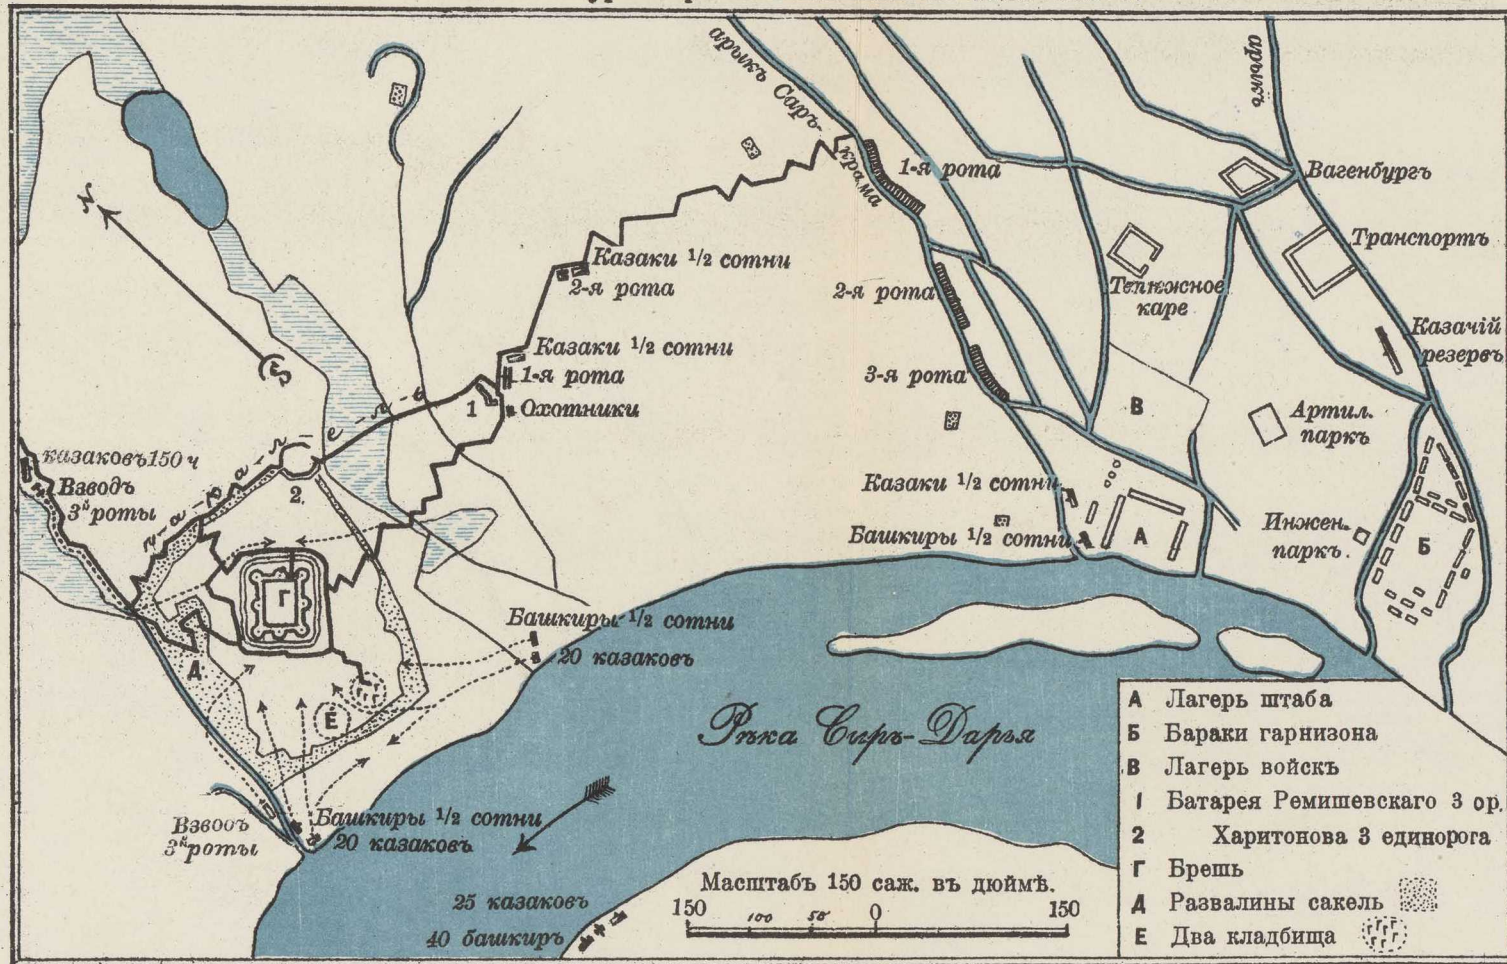 арыкъ Саръ-
крама
арыкъ
1-я рота
Вагенбургъ
Транспортъ
Казаки 1/2 сотни
2-я рота
2-я рота
каре
Казачій
резервъ
Казаки 1/2 сотни
1-я рота
3-я рота
1
Охотники
В
Артил.
паркъ
казаковъ 150 ч
Взводъ
3й роты
2
Казаки 1/2 сотни
Башкиры 1/2 сотни
А
Инжен.
паркъ.
Б
Г
Башкиры 1/2 сотни
20 казаковъ
Д
Е
Рѣка Сыръ-Дарья
Взводъ
3й роты
Башкиры 1/2 сотни
20 казаковъ
25 казаковъ
40 башкиръ
Масштабъ 150 саж. въ дюймѣ.
150 100 50 0 150
А Лагерь штаба
Б Бараки гарнизона
В Лагерь войскъ
1 Батарея Ремишевскаго 3 ор.
2 Харитонова 3 единорога
Г Брешь
Д Развалины сакель
Е Два кладбища